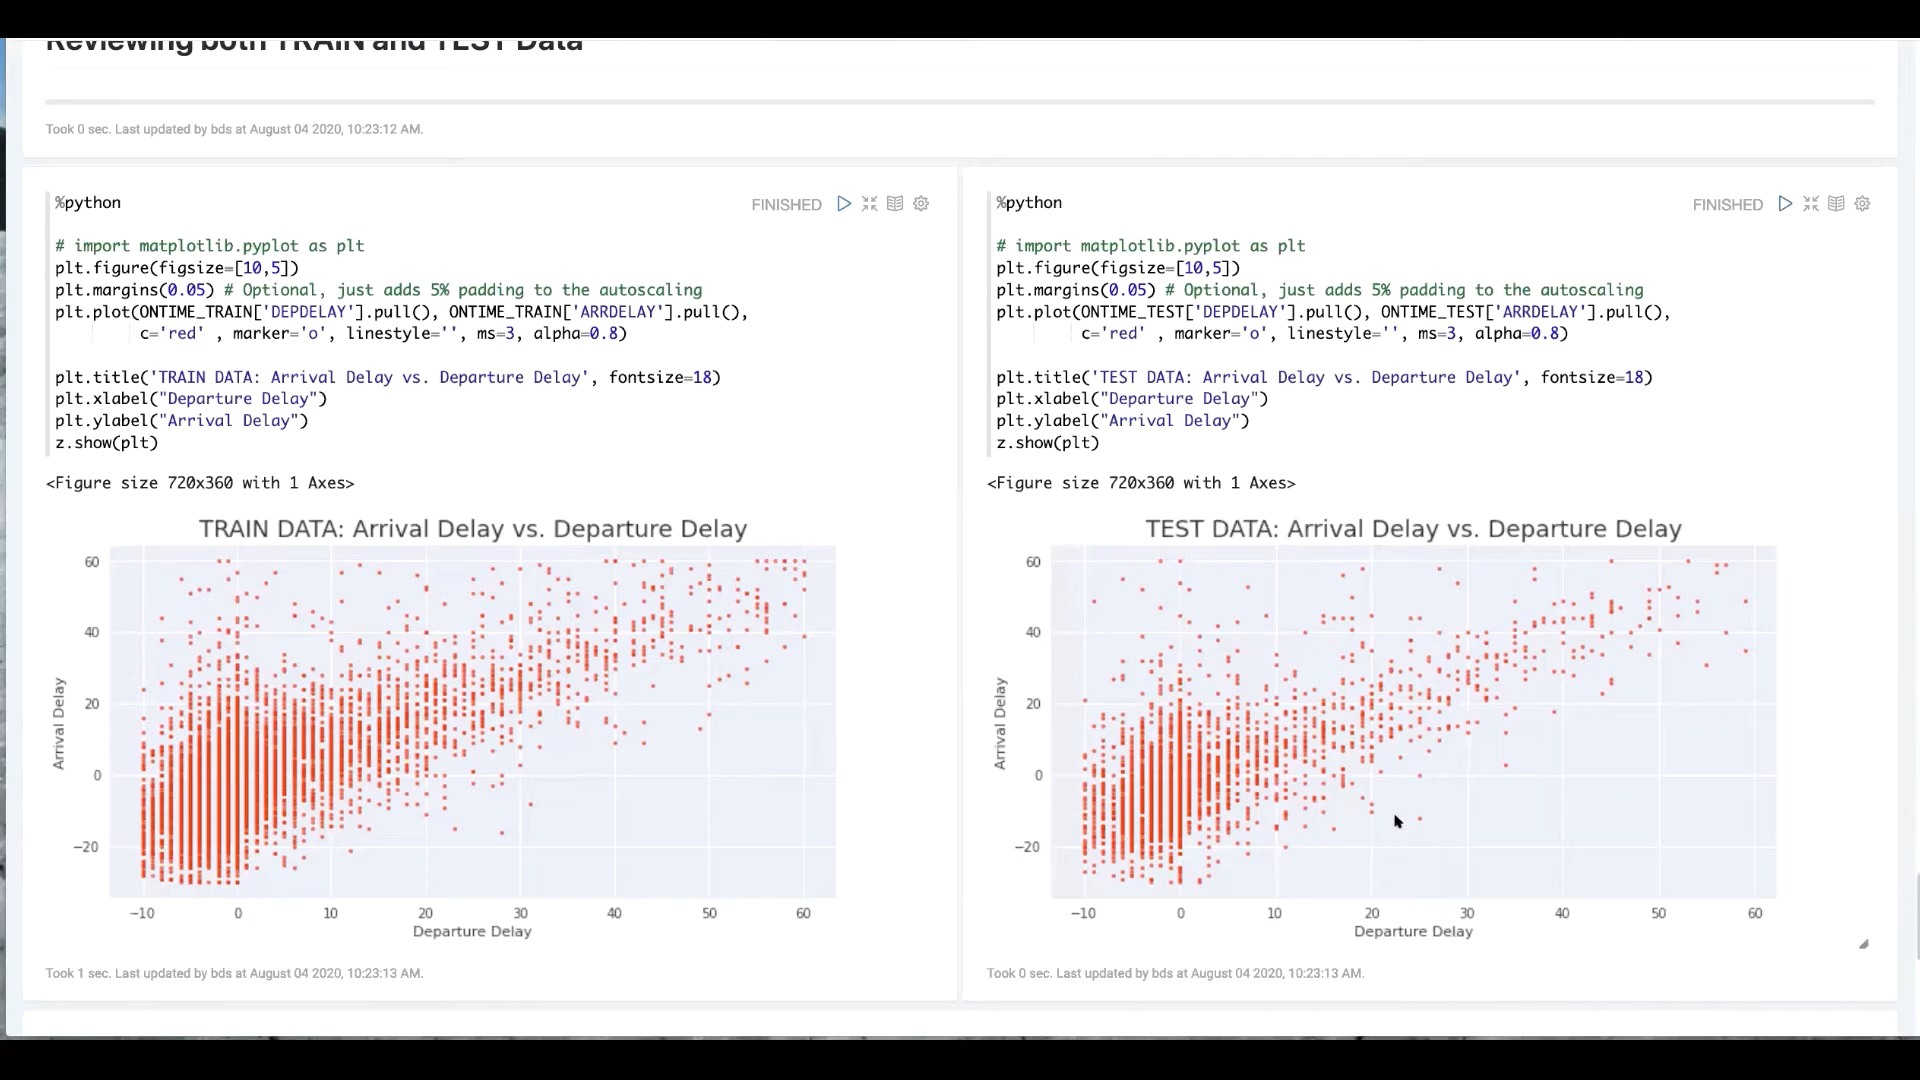 Reviewing both TRAIN and TEST Data
Took 0 sec. Last updated by bds at August 04 2020, 10:23:12 AM.
%python
FINISHED
# import matplotlib.pyplot as plt
plt.figure(figsize=[10,5])
plt.margins(0.05) # Optional, just adds 5% padding to the autoscaling
plt.plot(ONTIME_TRAIN['DEPDELAY'].pull(), ONTIME_TRAIN['ARRDELAY'].pull(),
c='red' , marker='o', linestyle='', ms=3, alpha=0.8)
plt.title('TRAIN DATA: Arrival Delay vs. Departure Delay', fontsize=18)
plt.xlabel("Departure Delay")
plt.ylabel("Arrival Delay")
z.show(plt)
<Figure size 720x360 with 1 Axes>
TRAIN DATA: Arrival Delay vs. Departure Delay
60
40
20
0
−20
Arrival Delay
−10 0 10 20 30 40 50 60
Departure Delay
Took 1 sec. Last updated by bds at August 04 2020, 10:23:13 AM.
%python
FINISHED
# import matplotlib.pyplot as plt
plt.figure(figsize=[10,5])
plt.margins(0.05) # Optional, just adds 5% padding to the autoscaling
plt.plot(ONTIME_TEST['DEPDELAY'].pull(), ONTIME_TEST['ARRDELAY'].pull(),
c='red' , marker='o', linestyle='', ms=3, alpha=0.8)
plt.title('TEST DATA: Arrival Delay vs. Departure Delay', fontsize=18)
plt.xlabel("Departure Delay")
plt.ylabel("Arrival Delay")
z.show(plt)
<Figure size 720x360 with 1 Axes>
TEST DATA: Arrival Delay vs. Departure Delay
60
40
20
0
−20
Arrival Delay
−10 0 10 20 30 40 50 60
Departure Delay
Took 0 sec. Last updated by bds at August 04 2020, 10:23:13 AM.